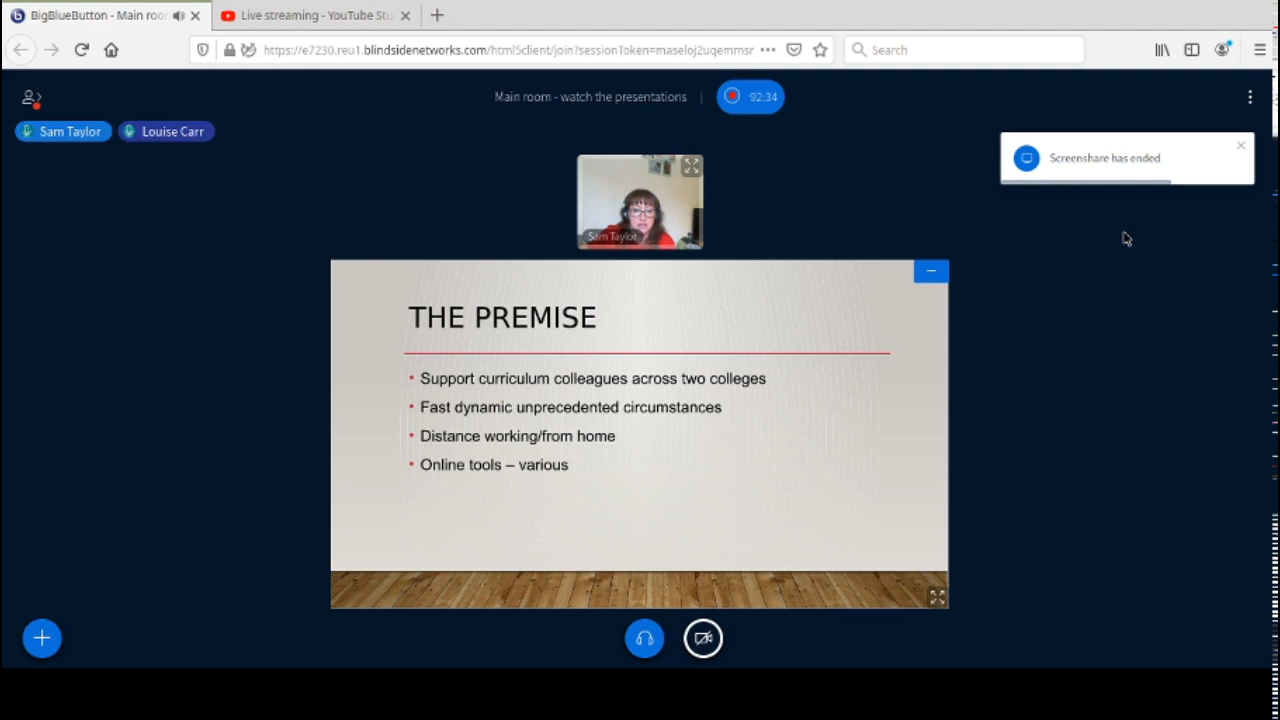 BigBlueButton - Main roo
Live streaming - YouTube Stu
https://e7230.reu1.blindsidenetworks.com/html5client/join?sessionToken=maseloj2uqemmsr
Search
Main room - watch the presentations
92:34
Sam Taylor
Louise Carr
Screenshare has ended
Sam Taylor
THE PREMISE
• Support curriculum colleagues across two colleges
• Fast dynamic unprecedented circumstances
• Distance working/from home
• Online tools – various